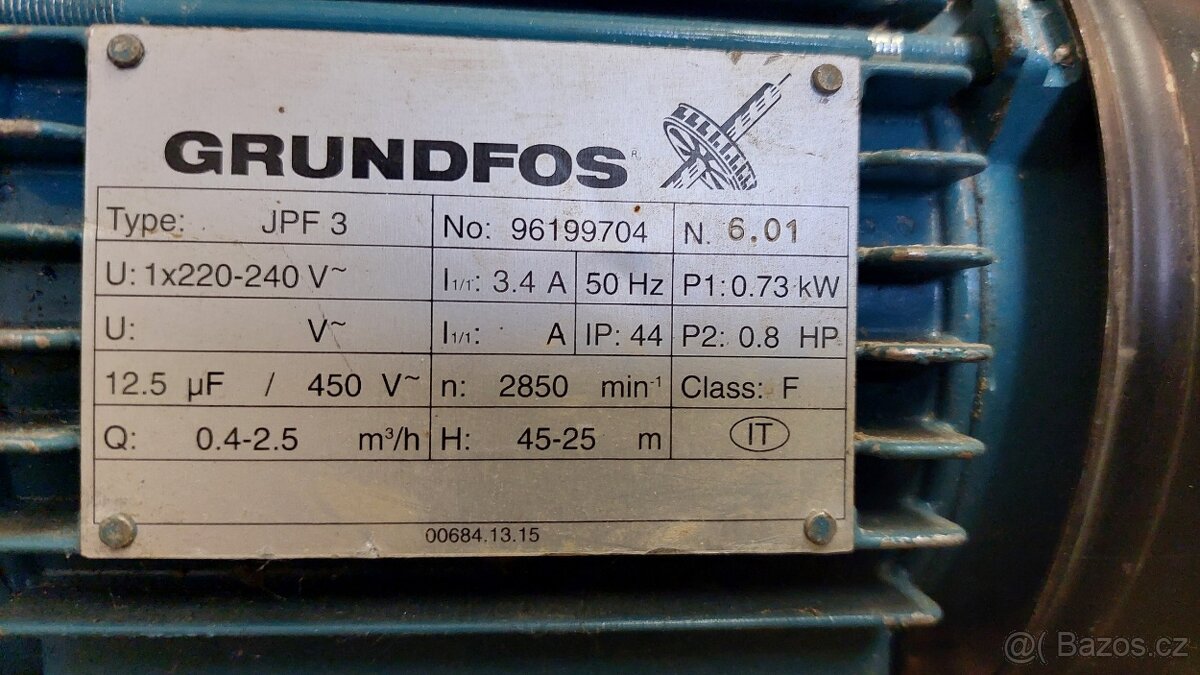 GRUNDFOS R
Type: JPF 3 No: 96199704 N. 6.01
U: 1x220-240 V~ I1/1: 3.4 A 50 Hz P1: 0.73 kW
U: V~ I1/1: A IP: 44 P2: 0.8 HP
12.5 µF / 450 V~ n: 2850 min-1 Class: F
Q: 0.4-2.5 m³/h H: 45-25 m IT
00684.13.15
@( Bazos.cz